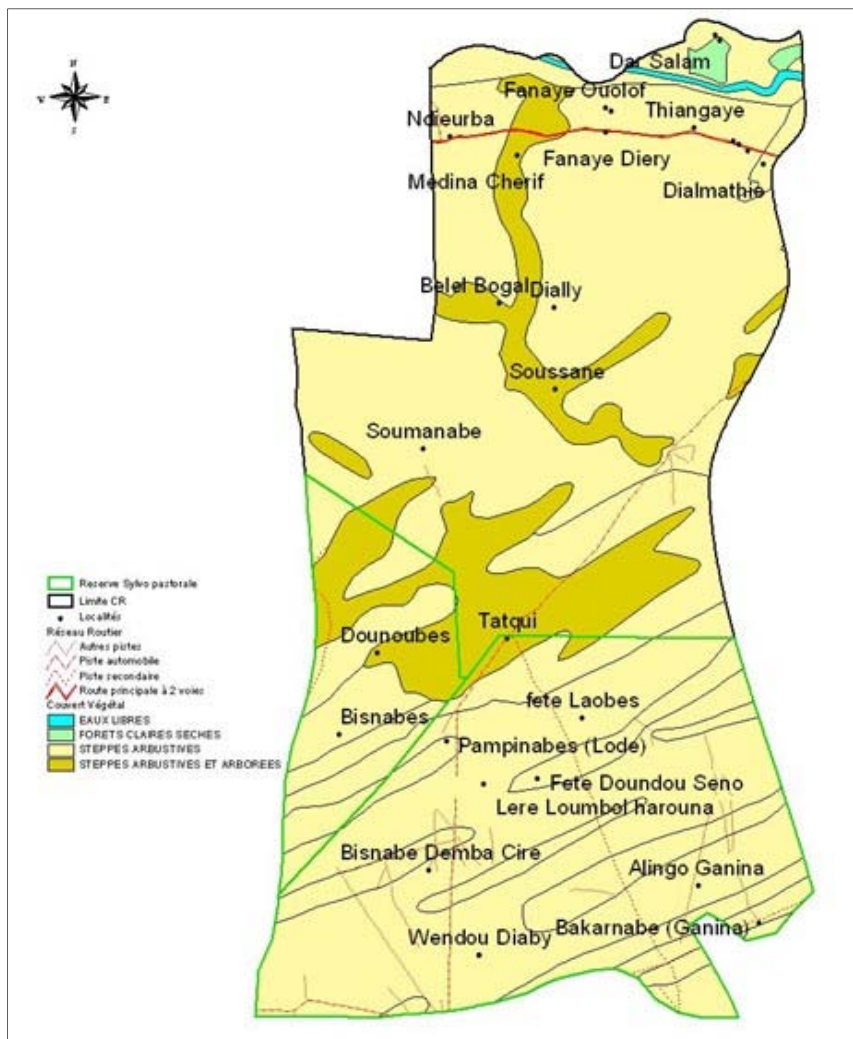 N
W
E
S
Dar Salam
Fanaye Ouolof
Thiangaye
Ndieurba
Fanaye Diery
Medina Cherif
Dialmathie
Belel Bogal
Dially
Soussane
Soumanabe
Tatqui
Dounoubes
fete Laobes
Bisnabes
Pampinabes (Lode)
Fete Doundou Seno
Lere Loumbol harouna
Bisnabe Demba Cire
Alingo Ganina
Bakarnabe (Ganina)
Wendou Diaby
Reserve Sylvo pastorale
Limite CR
Localités
Réseau Routier
Autres pistes
Piste automobile
Piste secondaire
Route principale à 2 voies
Couvert Végétal
EAUX LIBRES
FORETS CLAIRES SECHES
STEPPES ARBUSTIVES
STEPPES ARBUSTIVES ET ARBOREES